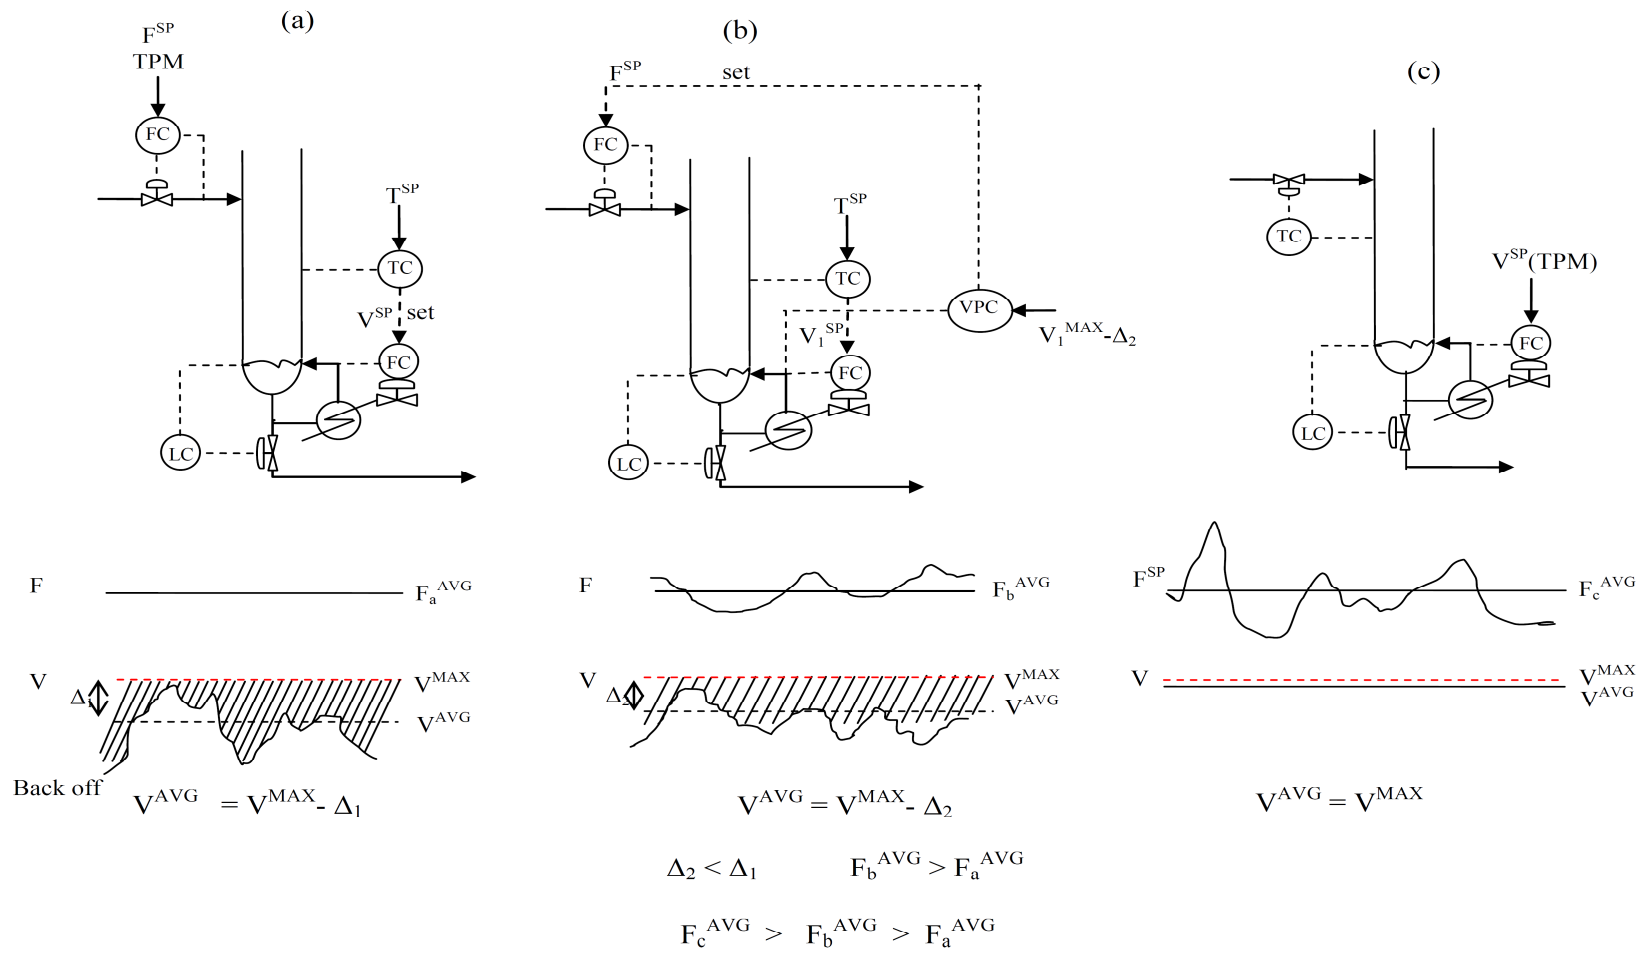 (a)
F^SP
TPM
FC
T^SP
TC
V^SP set
FC
LC
F
F_a^AVG
V
Δ_1
V^MAX
V^AVG
Back off
V^AVG = V^MAX - Δ_1
(b)
F^SP
set
FC
T^SP
TC
VPC
V_1^MAX-Δ_2
V_1^SP
FC
LC
F
F_b^AVG
V
Δ_2
V^MAX
V^AVG
V^AVG = V^MAX - Δ_2
Δ_2 < Δ_1
F_b^AVG > F_a^AVG
F_c^AVG > F_b^AVG > F_a^AVG
(c)
TC
V^SP(TPM)
FC
LC
F^SP
F_c^AVG
V
V^MAX
V^AVG
V^AVG = V^MAX